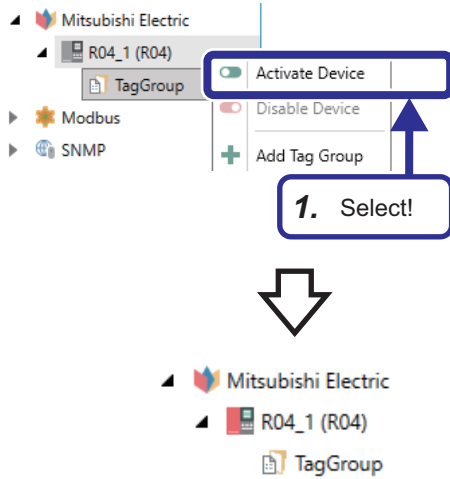 Mitsubishi Electric
R04_1 (R04)
TagGroup
Activate Device
Modbus
Disable Device
SNMP
Add Tag Group
1. Select!
Mitsubishi Electric
R04_1 (R04)
TagGroup